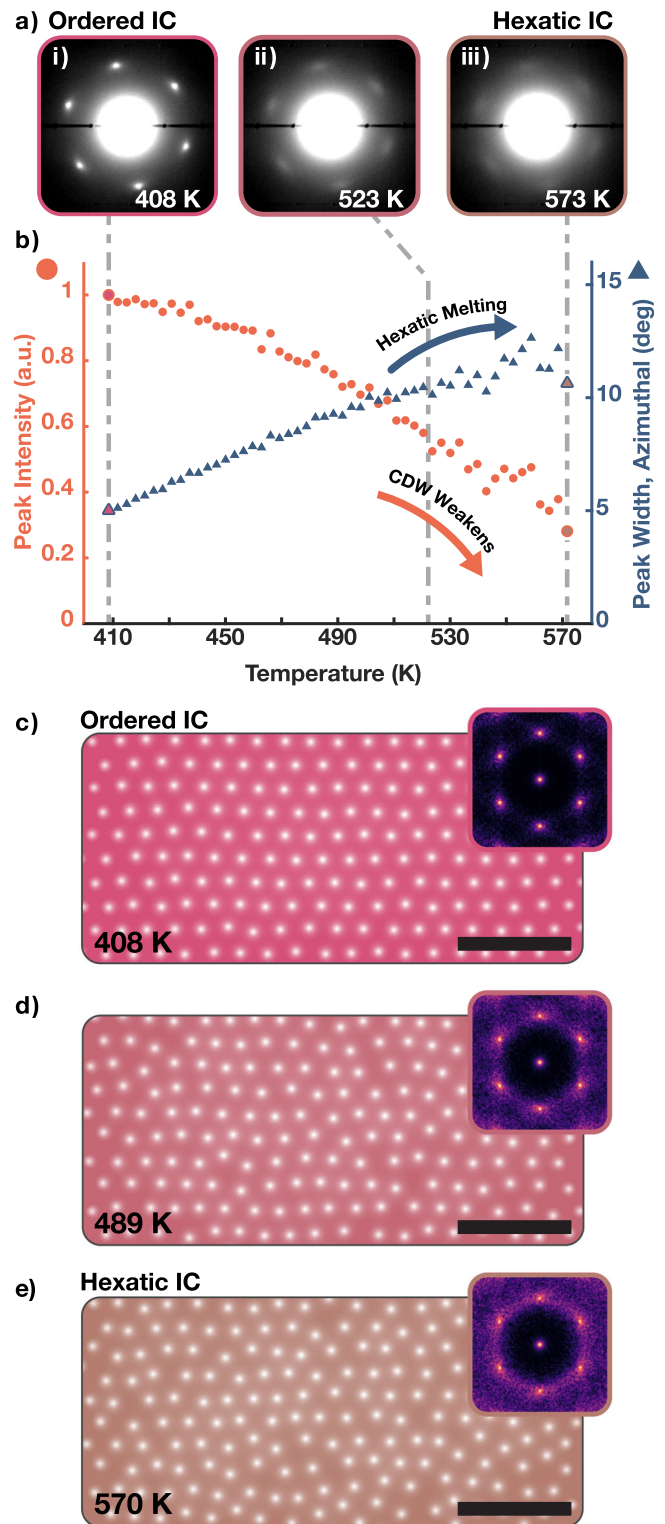 a) Ordered IC Hexatic IC
i) ii) iii)
408 K 523 K 573 K
b)
Peak Intensity (a.u.)
1
0.8
0.6
0.4
0.2
0
Hexatic Melting
CDW Weakens
15
10
5
0
Peak Width, Azimuthal (deg)
410 450 490 530 570
Temperature (K)
c) Ordered IC
408 K
d)
489 K
e) Hexatic IC
570 K